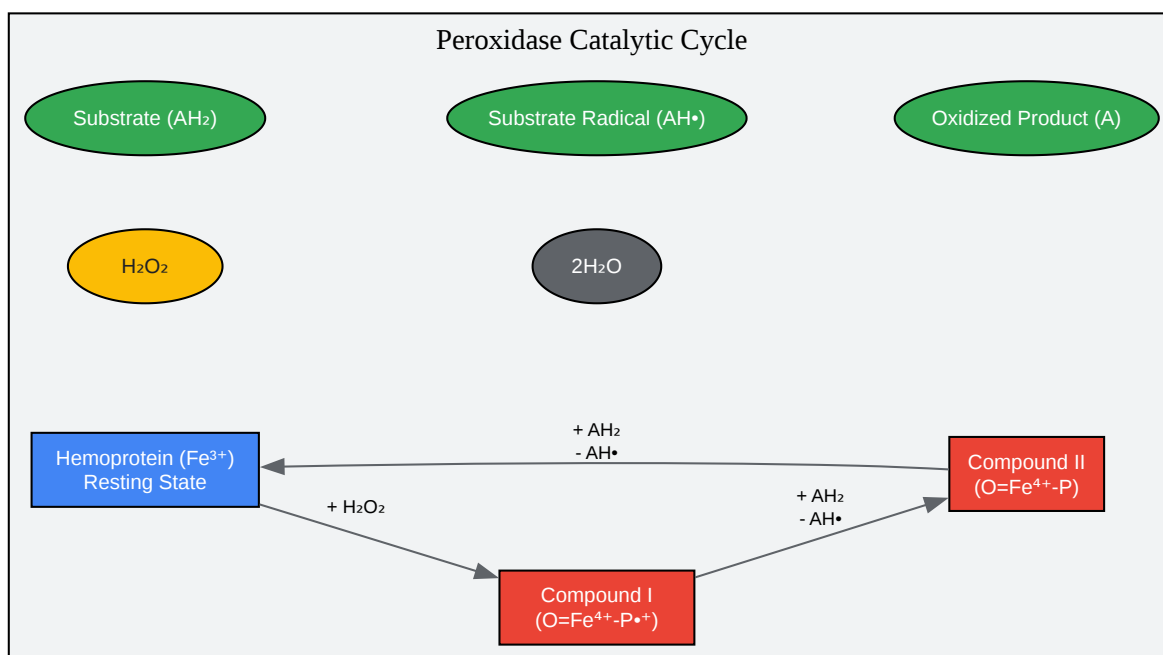 Peroxidase Catalytic Cycle
Substrate (AH₂)
Substrate Radical (AH•)
Oxidized Product (A)
H₂O₂
2H₂O
+ AH₂
- AH•
Hemoprotein (Fe³⁺)
Resting State
Compound II
(O=Fe⁴⁺-P)
+ H₂O₂
+ AH₂
- AH•
Compound I
(O=Fe⁴⁺-P•⁺)